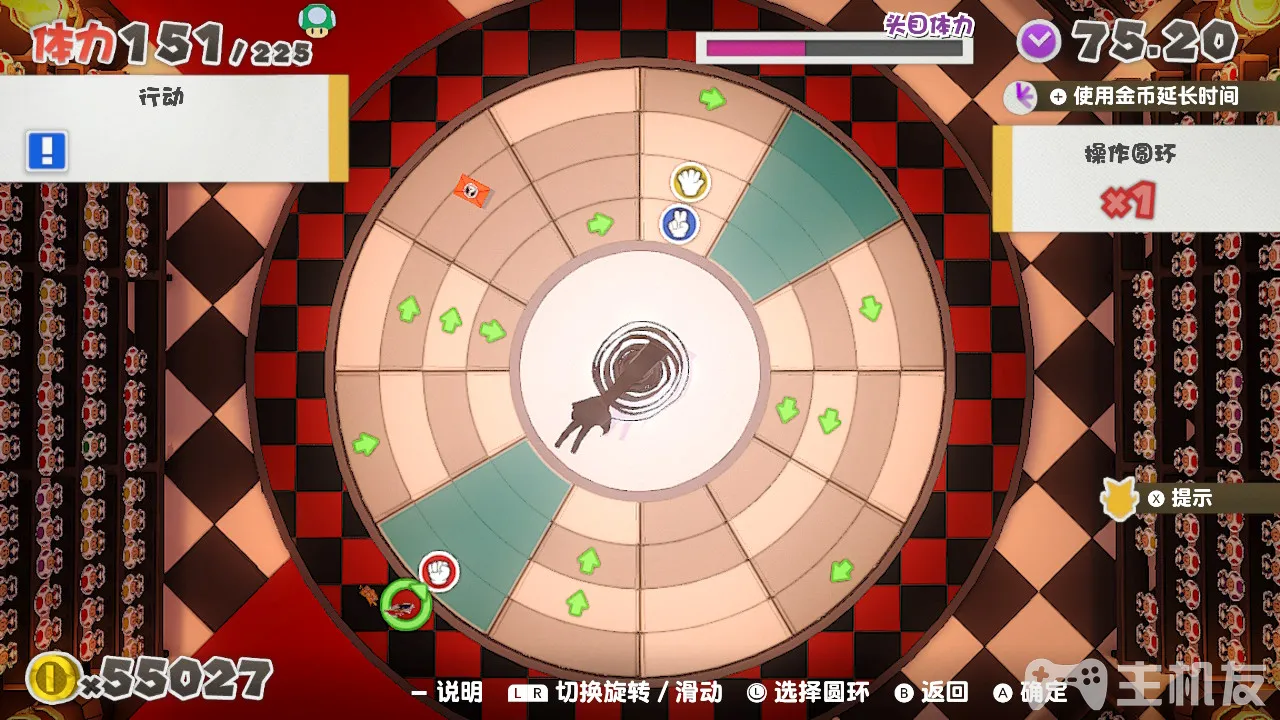 体力151/225
头目体力
75.20
行动
+ 使用金币延长时间
操作圆环
×1
X 提示
×55027
− 说明 L R 切换旋转 / 滑动 L 选择圆环 B 返回 A 确定
主机友